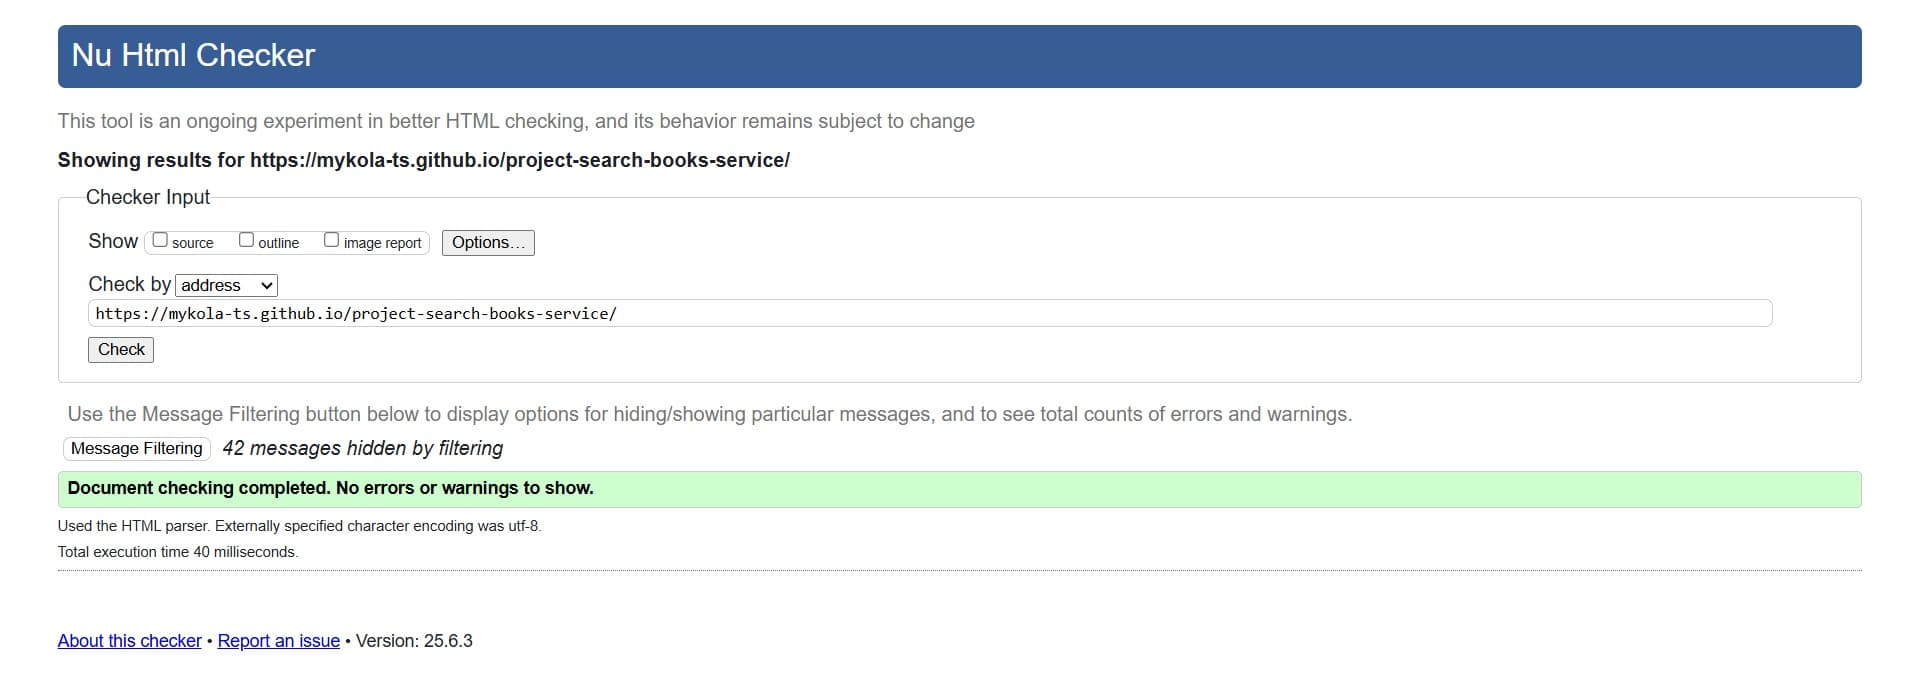 Nu Html Checker
This tool is an ongoing experiment in better HTML checking, and its behavior remains subject to change
Showing results for https://mykola-ts.github.io/project-search-books-service/
Checker Input
Show source outline image report Options...
Check by address
https://mykola-ts.github.io/project-search-books-service/
Check
Use the Message Filtering button below to display options for hiding/showing particular messages, and to see total counts of errors and warnings.
Message Filtering 42 messages hidden by filtering
Document checking completed. No errors or warnings to show.
Used the HTML parser. Externally specified character encoding was utf-8.
Total execution time 40 milliseconds.
About this checker • Report an issue • Version: 25.6.3